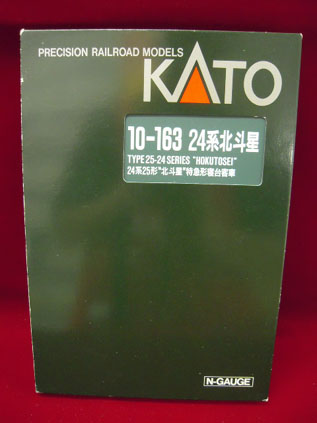 PRECISION RAILROAD MODELS
KATO
10-163 24系北斗星
TYPE 25-24 SERIES "HOKUTOSEI"
24系25形"北斗星"特急形寝台客車
N-GAUGE